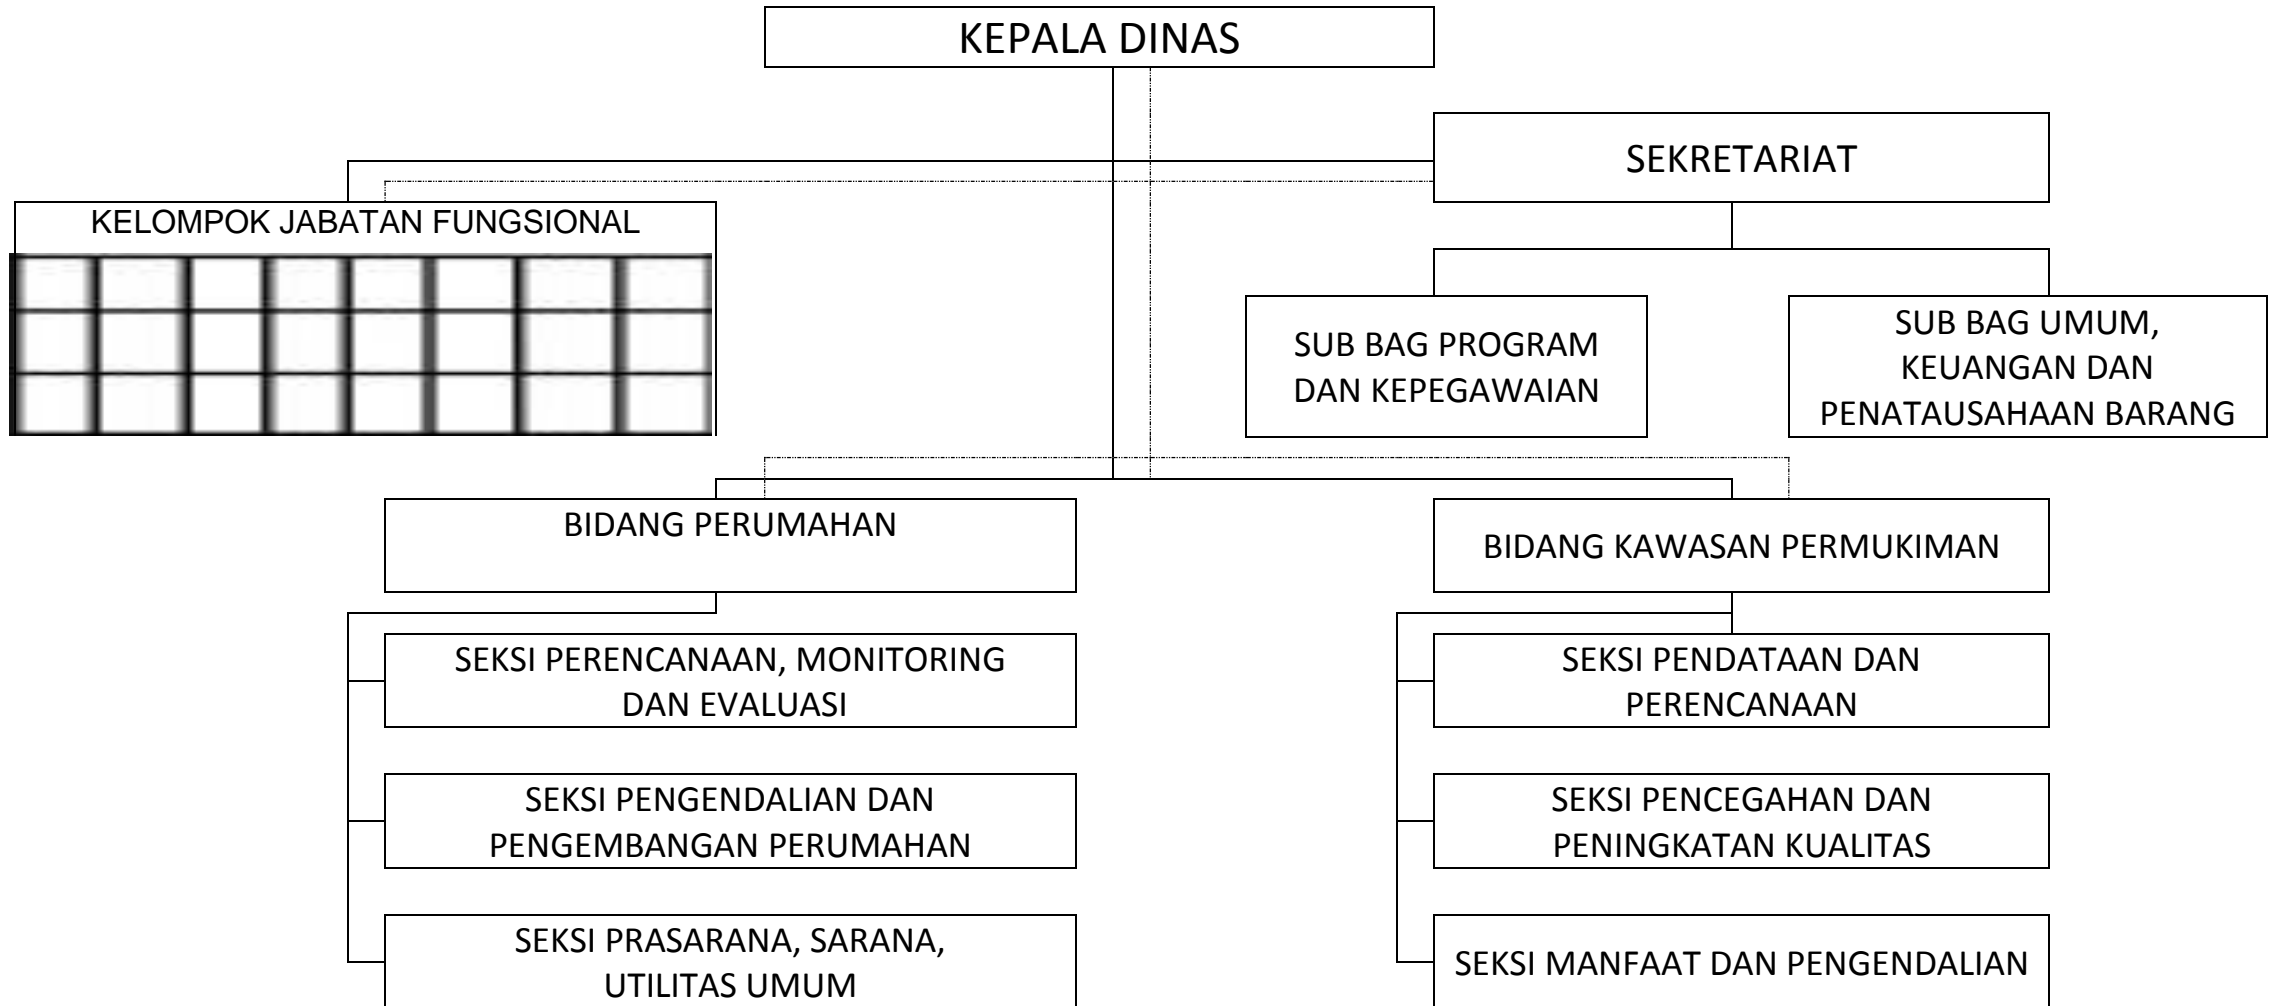 KEPALA DINAS
SEKRETARIAT
KELOMPOK JABATAN FUNGSIONAL
SUB BAG PROGRAM
DAN KEPEGAWAIAN
SUB BAG UMUM,
KEUANGAN DAN
PENATAUSAHAAN BARANG
BIDANG PERUMAHAN
SEKSI PERENCANAAN, MONITORING
DAN EVALUASI
SEKSI PENGENDALIAN DAN
PENGEMBANGAN PERUMAHAN
SEKSI PRASARANA, SARANA,
UTILITAS UMUM
BIDANG KAWASAN PERMUKIMAN
SEKSI PENDATAAN DAN
PERENCANAAN
SEKSI PENCEGAHAN DAN
PENINGKATAN KUALITAS
SEKSI MANFAAT DAN PENGENDALIAN